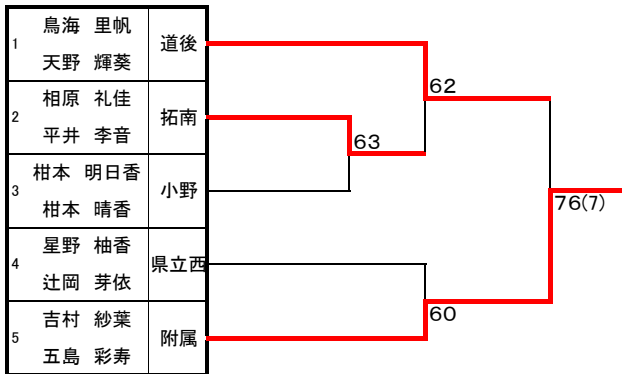 1 鳥海 里帆 道後
天野 輝葵
62
2 相原 礼佳 拓南
平井 李音
63
3 柑本 明日香 小野
柑本 晴香
76(7)
4 星野 柚香 県立西
辻岡 芽依
60
5 吉村 紗葉 附属
五島 彩寿